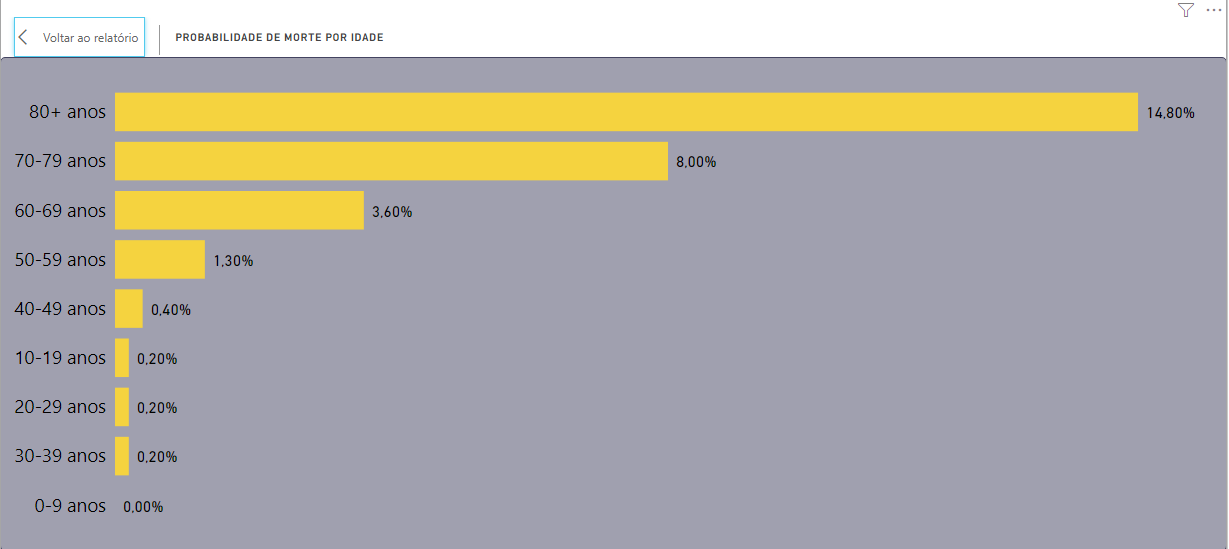 Voltar ao relatório
PROBABILIDADE DE MORTE POR IDADE
80+ anos 14,80%
70-79 anos 8,00%
60-69 anos 3,60%
50-59 anos 1,30%
40-49 anos 0,40%
10-19 anos 0,20%
20-29 anos 0,20%
30-39 anos 0,20%
0-9 anos 0,00%